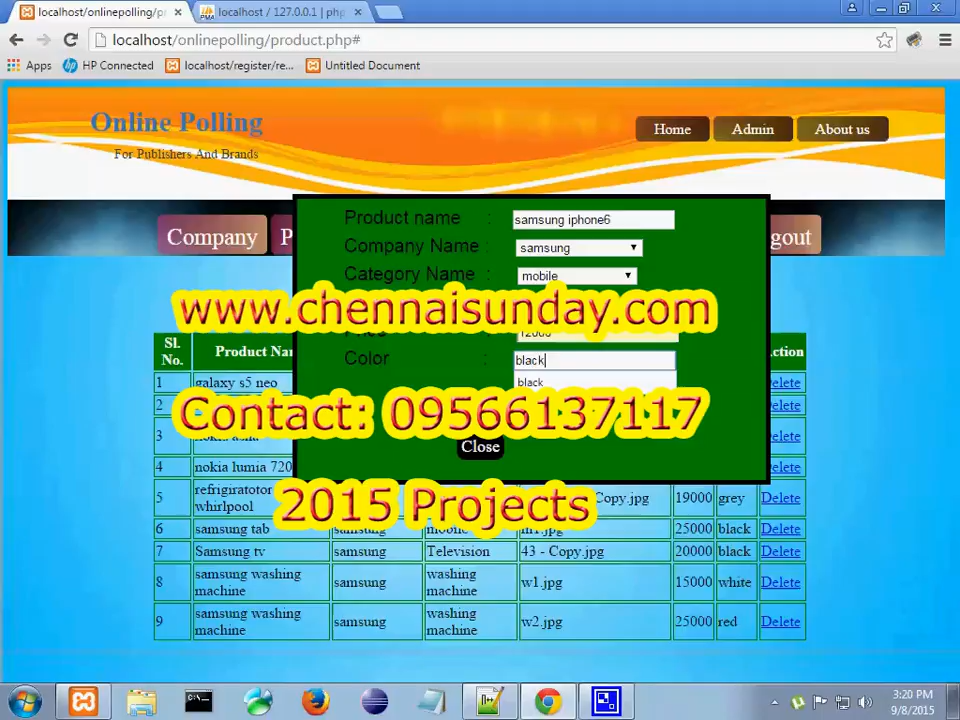 onlinepolling/pr
localhost / 127.0.0.1 | php
localhost/onlinepolling/product.php#
Apps
HP Connected
localhost/register/re...
Untitled Document
Online Polling
For Publishers And Brands
Home
Admin
About us
Company
P
gout
Product name : samsung iphone6
Company Name : samsung
Category Name : mobile
www.chennaisunday.com
12000
Color : black
black
Contact: 09566137117
Close
2015 Projects
Sl. No.
ction
1 galaxy s5 neo Delete
2 Delete
3 Delete
4 nokia lumia 720 Delete
5 refrigiratotor whirlpool Copy.jpg 19000 grey Delete
6 samsung tab samsung 25000 black Delete
7 Samsung tv samsung Television 43 - Copy.jpg 20000 black Delete
8 samsung washing machine samsung washing machine w1.jpg 15000 white Delete
9 samsung washing machine samsung washing machine w2.jpg 25000 red Delete
3:20 PM
9/8/2015